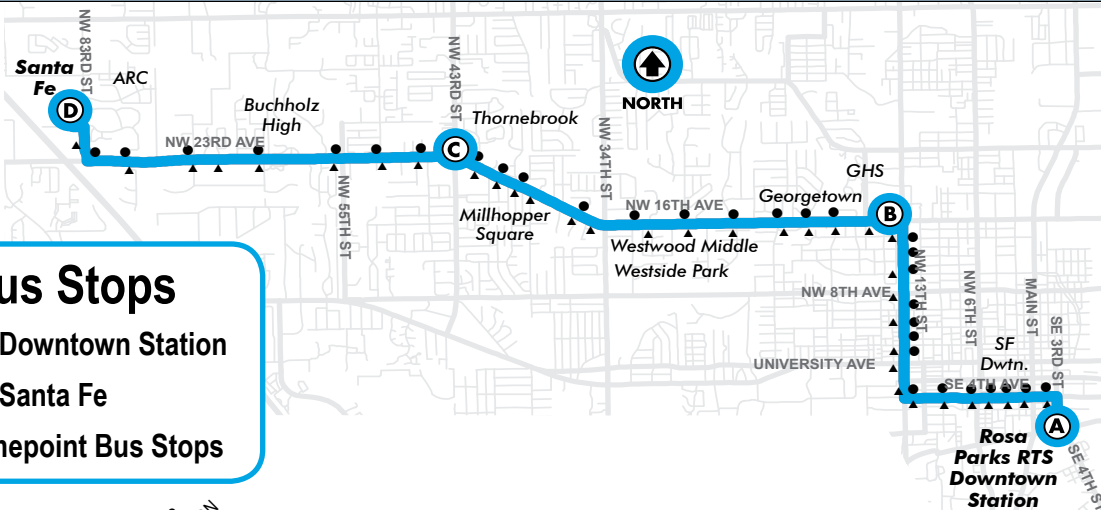 NW 83RD ST
Santa
Fe
D
ARC
Buchholz
High
NW 23RD AVE
NW 55TH ST
NW 43RD ST
C
Thornebrook
Millhopper
Square
NORTH
NW 34TH ST
NW 16TH AVE
Westwood Middle
Westside Park
Georgetown
GHS
B
NW 13TH ST
NW 8TH AVE
UNIVERSITY AVE
NW 6TH ST
MAIN ST
SE 3RD ST
SF
Dwtn.
SE 4TH AVE
A
Rosa
Parks RTS
Downtown
Station
SE 4TH ST
us Stops
Downtown Station
Santa Fe
mepoint Bus Stops